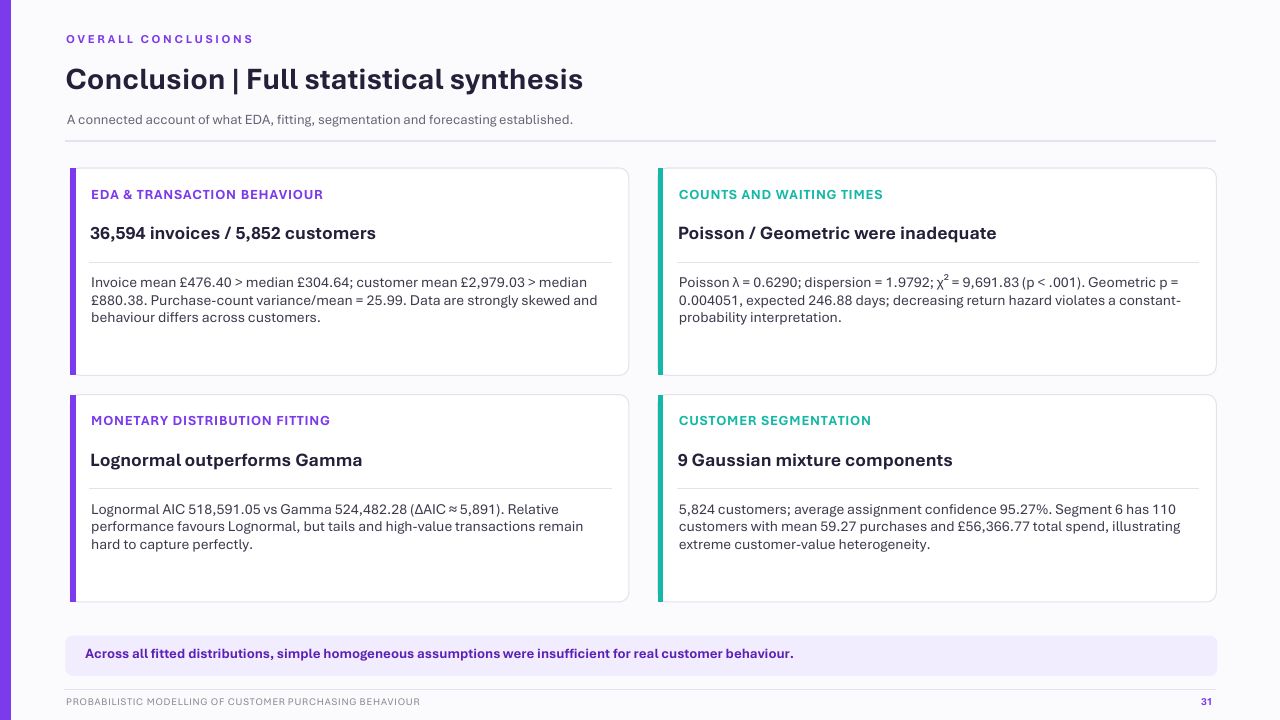 OVERALL CONCLUSIONS
Conclusion | Full statistical synthesis
A connected account of what EDA, fitting, segmentation and forecasting established.
EDA & TRANSACTION BEHAVIOUR
36,594 invoices / 5,852 customers
Invoice mean £476.40 > median £304.64; customer mean £2,979.03 > median
£880.38. Purchase-count variance/mean = 25.99. Data are strongly skewed and
behaviour differs across customers.
COUNTS AND WAITING TIMES
Poisson / Geometric were inadequate
Poisson λ = 0.6290; dispersion = 1.9792; χ² = 9,691.83 (p < .001). Geometric p =
0.004051, expected 246.88 days; decreasing return hazard violates a constant-
probability interpretation.
MONETARY DISTRIBUTION FITTING
Lognormal outperforms Gamma
Lognormal AIC 518,591.05 vs Gamma 524,482.28 (ΔAIC ≈ 5,891). Relative
performance favours Lognormal, but tails and high-value transactions remain
hard to capture perfectly.
CUSTOMER SEGMENTATION
9 Gaussian mixture components
5,824 customers; average assignment confidence 95.27%. Segment 6 has 110
customers with mean 59.27 purchases and £56,366.77 total spend, illustrating
extreme customer-value heterogeneity.
Across all fitted distributions, simple homogeneous assumptions were insufficient for real customer behaviour.
PROBABILISTIC MODELLING OF CUSTOMER PURCHASING BEHAVIOUR
31